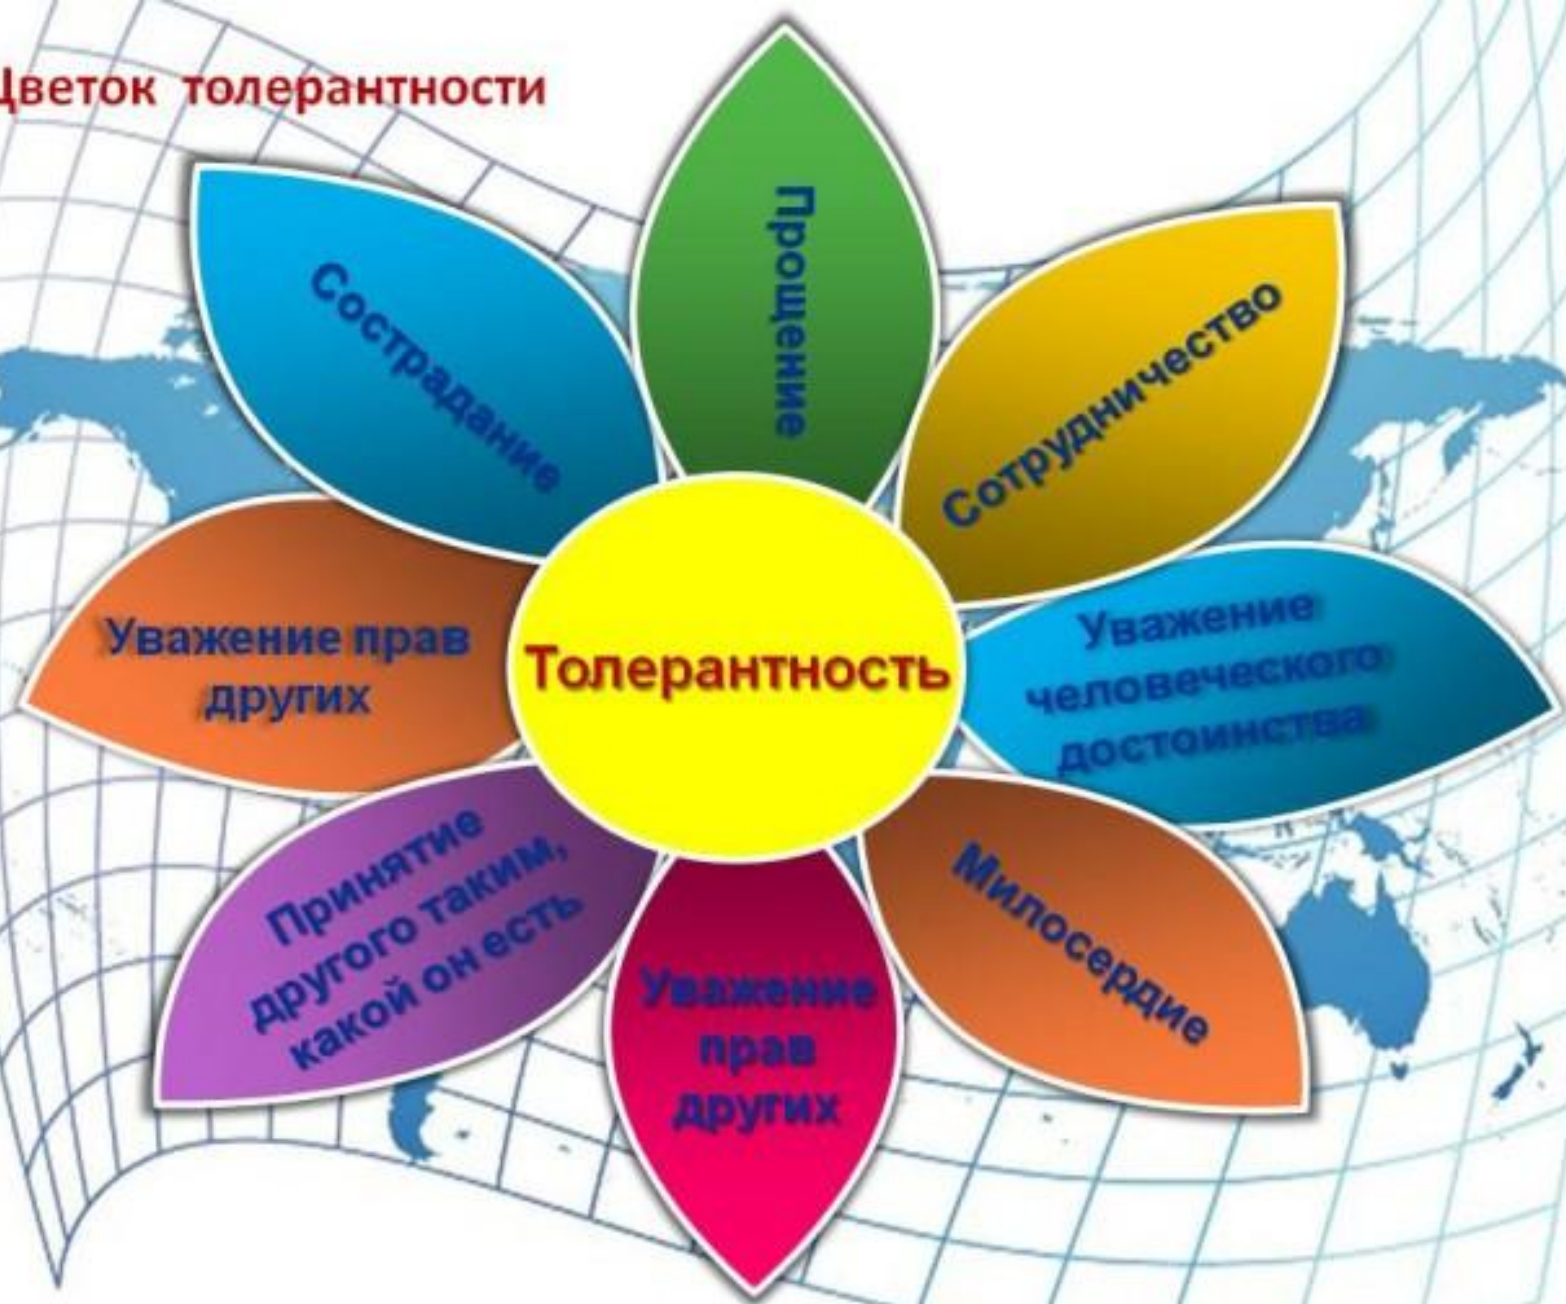 Цветок толерантности
Прощение
Сотрудничество
Уважение
человеческого
достоинства
Милосердие
Уважение
прав
других
Принятие
другого таким,
какой он есть
Уважение прав
других
Сострадание
Толерантность